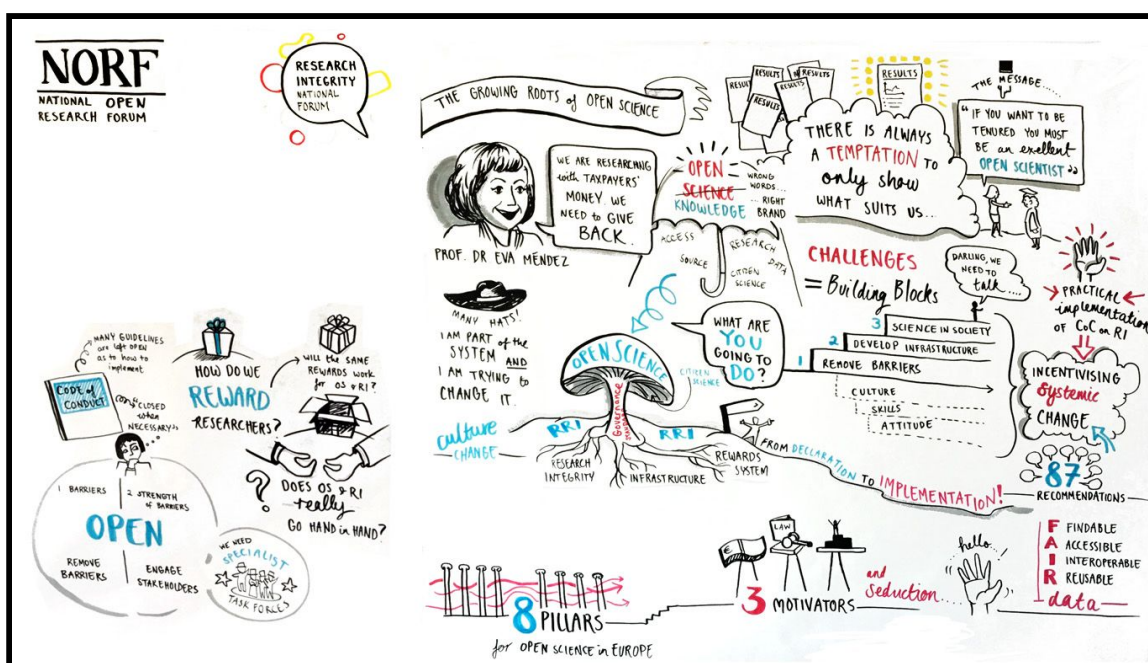 NORF
NATIONAL OPEN
RESEARCH FORUM
RESEARCH
INTEGRITY
NATIONAL
FORUM
THE GROWING ROOTS of OPEN SCIENCE
WE ARE RESEARCHING
with TAXPAYERS'
MONEY. WE
NEED to GIVE
BACK.
PROF. DR EVA MÉNDEZ
OPEN
SCIENCE
KNOWLEDGE
WRONG
WORDS...
... RIGHT
BRAND
ACCESS
SOURCE
RESEARCH
DATA
CITIZEN
SCIENCE
RESULTS
RESULTS
RESULTS
RESULTS
RESULTS
THERE IS ALWAYS
A TEMPTATION TO
only show
WHAT SUITS US...
THE MESSAGE....
"IF YOU WANT TO BE
TENURED YOU MUST
BE an excellent
OPEN SCIENTIST"
MANY HATS!
I AM PART of the
SYSTEM AND
I AM TRYING to
CHANGE IT.
OPEN SCIENCE
CITIZEN SCIENCE
Governance
RRI
RRI
culture
CHANGE
RESEARCH
INTEGRITY
INFRASTRUCTURE
REWARDS
SYSTEM
WHAT ARE
YOU
GOING TO
DO?
CHALLENGES
= Building Blocks
DARLING, WE
NEED TO
talk....
3 SCIENCE IN SOCIETY
2 DEVELOP INFRASTRUCTURE
1 REMOVE BARRIERS
CULTURE
SKILLS
ATTITUDE
PRACTICAL
implementation
OF CoC on RI
INCENTIVISING
Systemic
CHANGE
87
RECOMMENDATIONS
FROM DECLARATION TO IMPLEMENTATION!
MANY GUIDELINES
are left OPEN
as to how to
implement
CODE of
CONDUCT
"CLOSED
when
NECESSARY"
HOW DO WE
REWARD
RESEARCHERS?
WILL THE SAME
REWARDS WORK
for OS & RI?
?
DOES OS & RI
really
GO HAND in HAND?
1 BARRIERS
2 STRENGTH
of BARRIERS
OPEN
REMOVE
BARRIERS
ENGAGE
STAKEHOLDERS
WE NEED
SPECIALIST
TASK FORCES
8 PILLARS
for OPEN SCIENCE in EUROPE
€
LAW
3 MOTIVATORS
and
seduction...
hello...
FINDABLE
ACCESSIBLE
INTEROPERABLE
REUSABLE
data